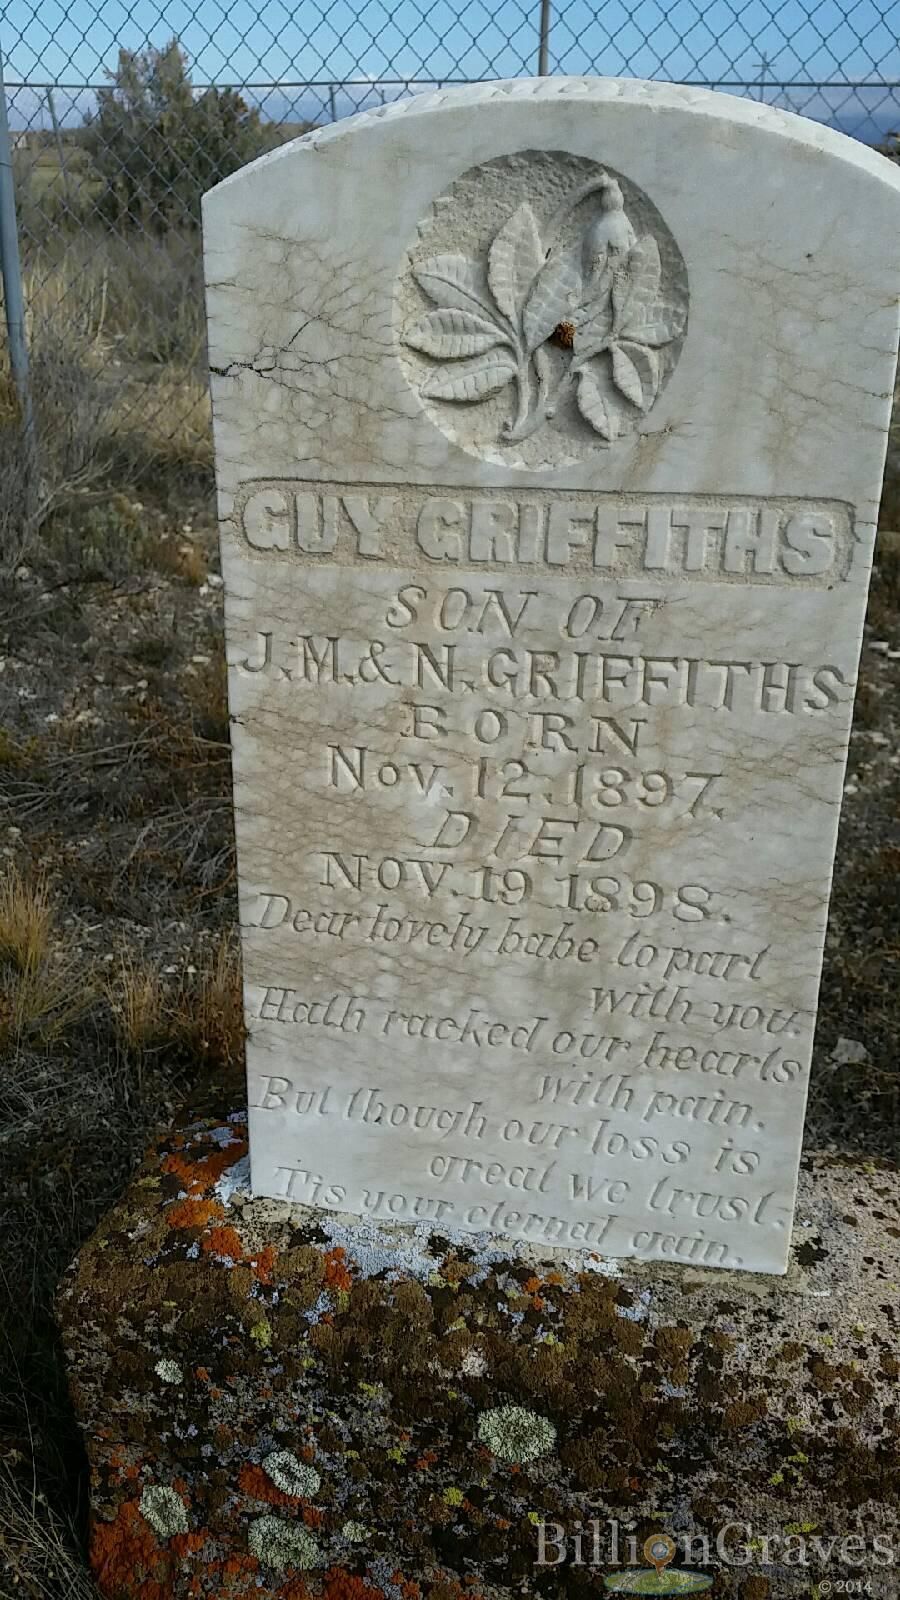 GUY GRIFFITHS
SON OF
J.M.& N. GRIFFITHS
BORN
Nov. 12. 1897.
DIED
NOV. 19 1898.
Dear lovely babe to part
with you.
Hath racked our hearts
with pain.
But though our loss is
great we trust.
Tis your eternal gain.
BillionGraves
© 2014